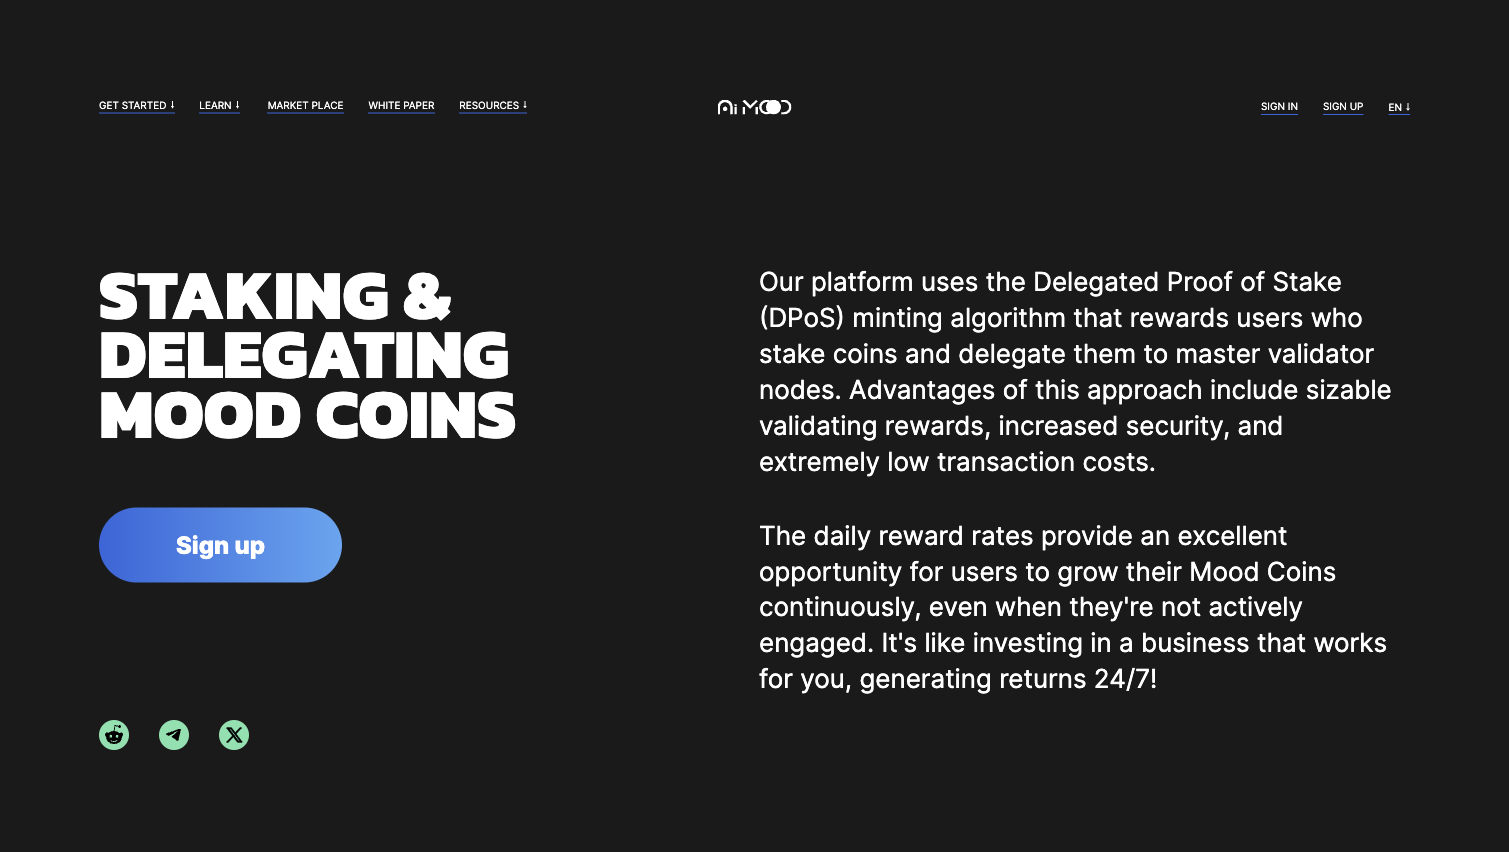 GET STARTED ↓ LEARN ↓ MARKET PLACE WHITE PAPER RESOURCES ↓
Ai MOOD
SIGN IN SIGN UP EN ↓
STAKING &
DELEGATING
MOOD COINS
Sign up
Our platform uses the Delegated Proof of Stake
(DPoS) minting algorithm that rewards users who
stake coins and delegate them to master validator
nodes. Advantages of this approach include sizable
validating rewards, increased security, and
extremely low transaction costs.
The daily reward rates provide an excellent
opportunity for users to grow their Mood Coins
continuously, even when they're not actively
engaged. It's like investing in a business that works
for you, generating returns 24/7!